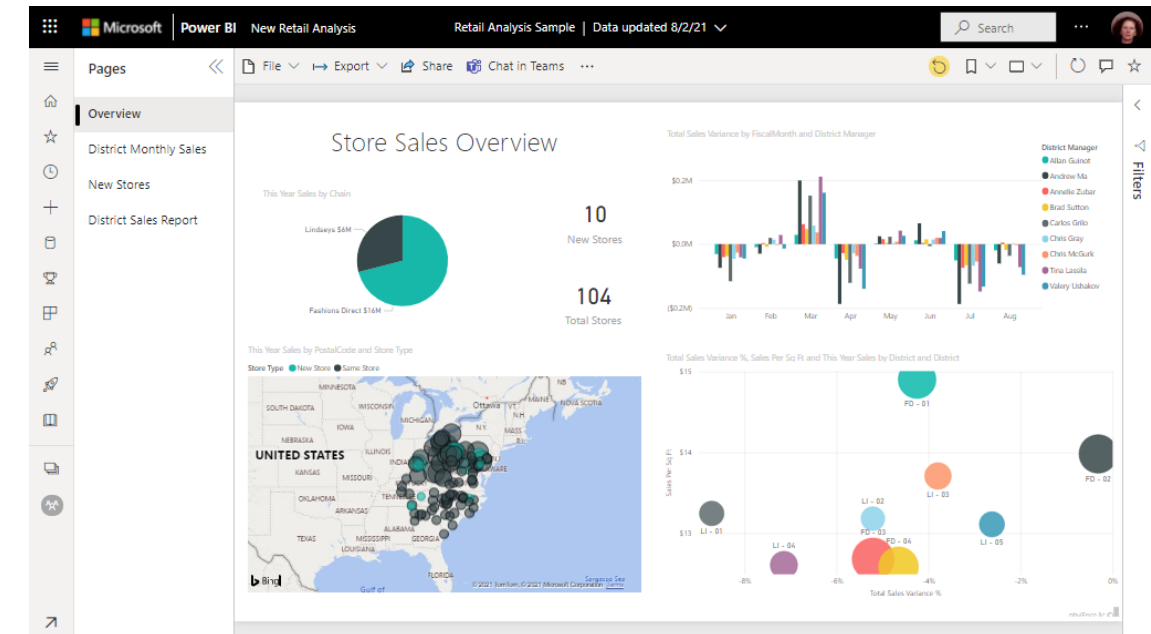 Microsoft Power BI New Retail Analysis Retail Analysis Sample | Data updated 8/2/21 Search
Pages
File Export Share Chat in Teams
Overview
District Monthly Sales
New Stores
District Sales Report
Filters
Store Sales Overview
This Year Sales by Chain
Lindseys $6M
Fashions Direct $16M
10
New Stores
104
Total Stores
Total Sales Variance by FiscalMonth and District Manager
$0.2M
$0.0M
($0.2M)
Jan Feb Mar Apr May Jun Jul Aug
District Manager
Allan Guinot
Andrew Ma
Annelie Zubar
Brad Sutton
Carlos Grilo
Chris Gray
Chris McGurk
Tina Lassila
Valery Ushakov
This Year Sales by PostalCode and Store Type
Store Type New Store Same Store
MINNESOTA
NB
SOUTH DAKOTA
WISCONSIN
Ottawa
VT
MAINE
NOVA SCOTIA
MICHIGAN
N.H.
IOWA
N.Y.
MASS
NEBRASKA
R.I.
UNITED STATES
ILLINOIS
KANSAS
MISSOURI
OKLAHOMA
ARKANSAS
ALABAMA
TEXAS
MISSISSIPPI
GEORGIA
LOUISIANA
FLORIDA
Bing
Gulf of
Sargasso Sea
© 2021 TomTom, © 2021 Microsoft Corporation Terms
Total Sales Variance %, Sales Per Sq Ft and This Year Sales by District and District
Sales Per Sq Ft
$15
$14
$13
FD - 01
FD - 02
LI - 03
LI - 02
LI - 01
FD - 03
LI - 05
LI - 04
FD - 04
-8% -6% -4% -2% 0%
Total Sales Variance %